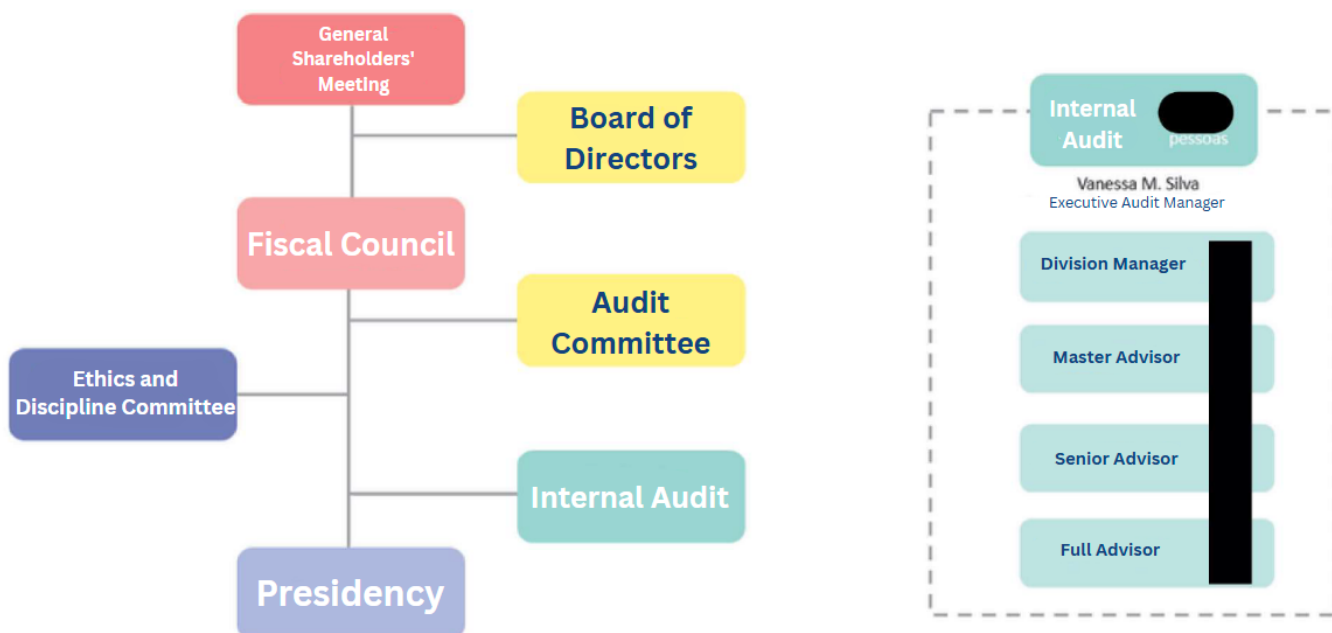 General
Shareholders'
Meeting
Board of
Directors
Fiscal Council
Audit
Committee
Ethics and
Discipline Committee
Internal Audit
Presidency
Internal
Audit
pessoas
Vanessa M. Silva
Executive Audit Manager
Division Manager
Master Advisor
Senior Advisor
Full Advisor